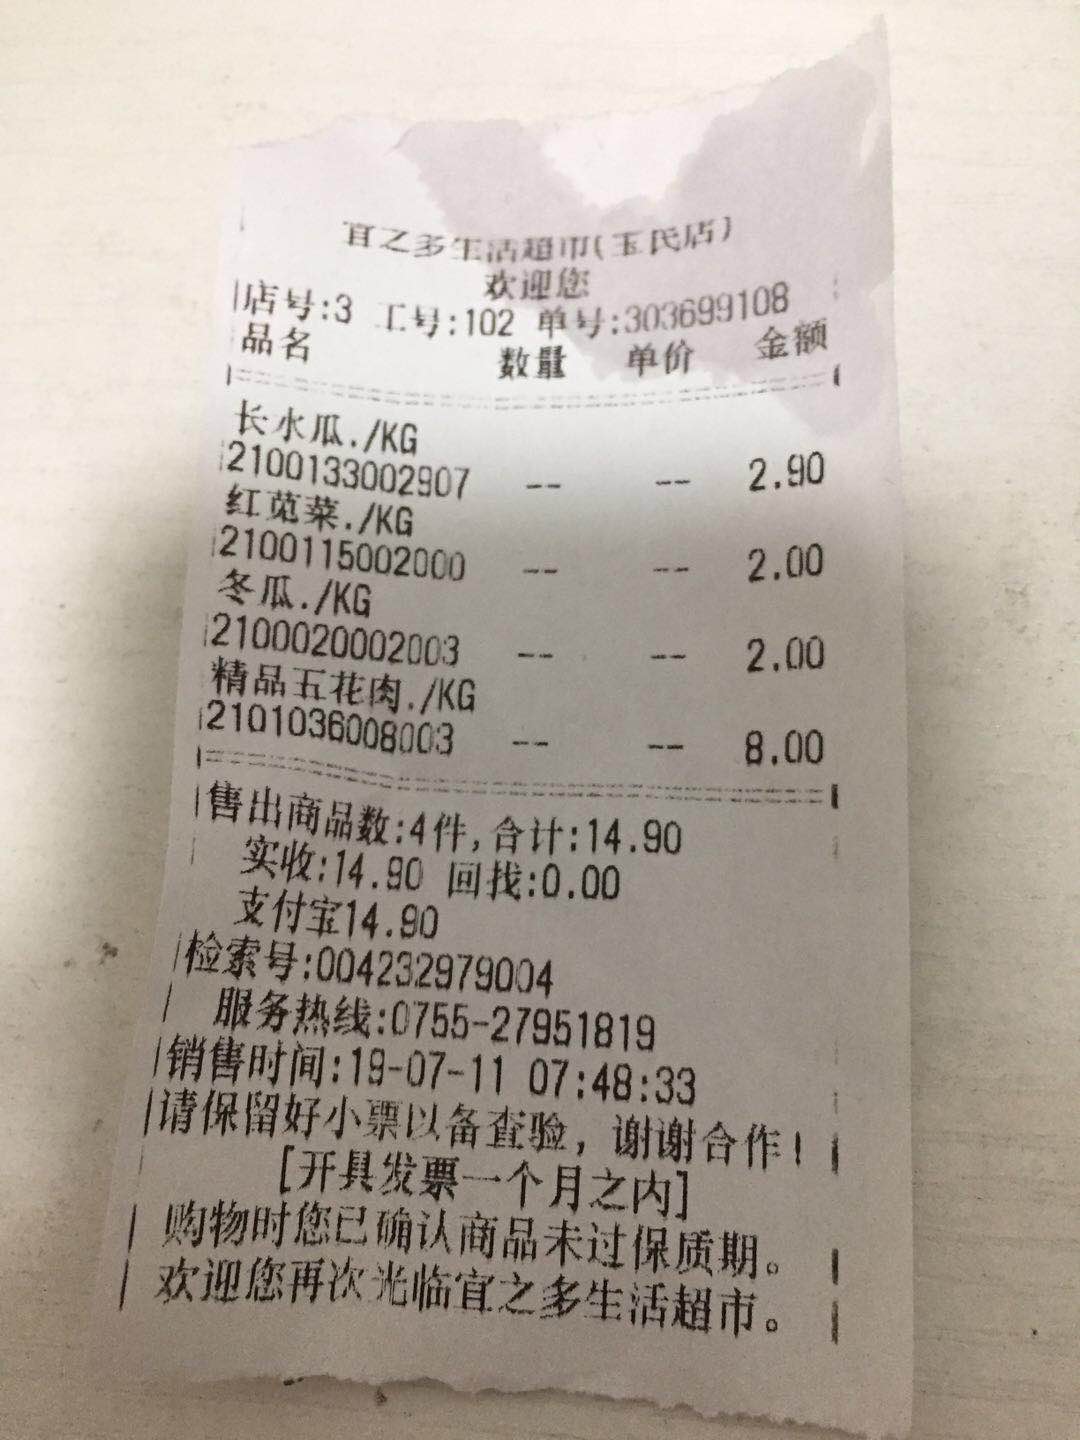 宜之多生活超市(玉民店)
欢迎您
店号:3 工号:102 单号:303699108
品名 数量 单价 金额
长水瓜./KG
2100133002907 -- -- 2.90
红苋菜./KG
2100115002000 -- -- 2.00
冬瓜./KG
2100020002003 -- -- 2.00
精品五花肉./KG
2101036008003 -- -- 8.00
售出商品数:4件,合计:14.90
实收:14.90 回找:0.00
支付宝14.90
检索号:004232979004
服务热线:0755-27951819
销售时间:19-07-11 07:48:33
请保留好小票以备查验，谢谢合作!
[开具发票一个月之内]
购物时您已确认商品未过保质期。
欢迎您再次光临宜之多生活超市。